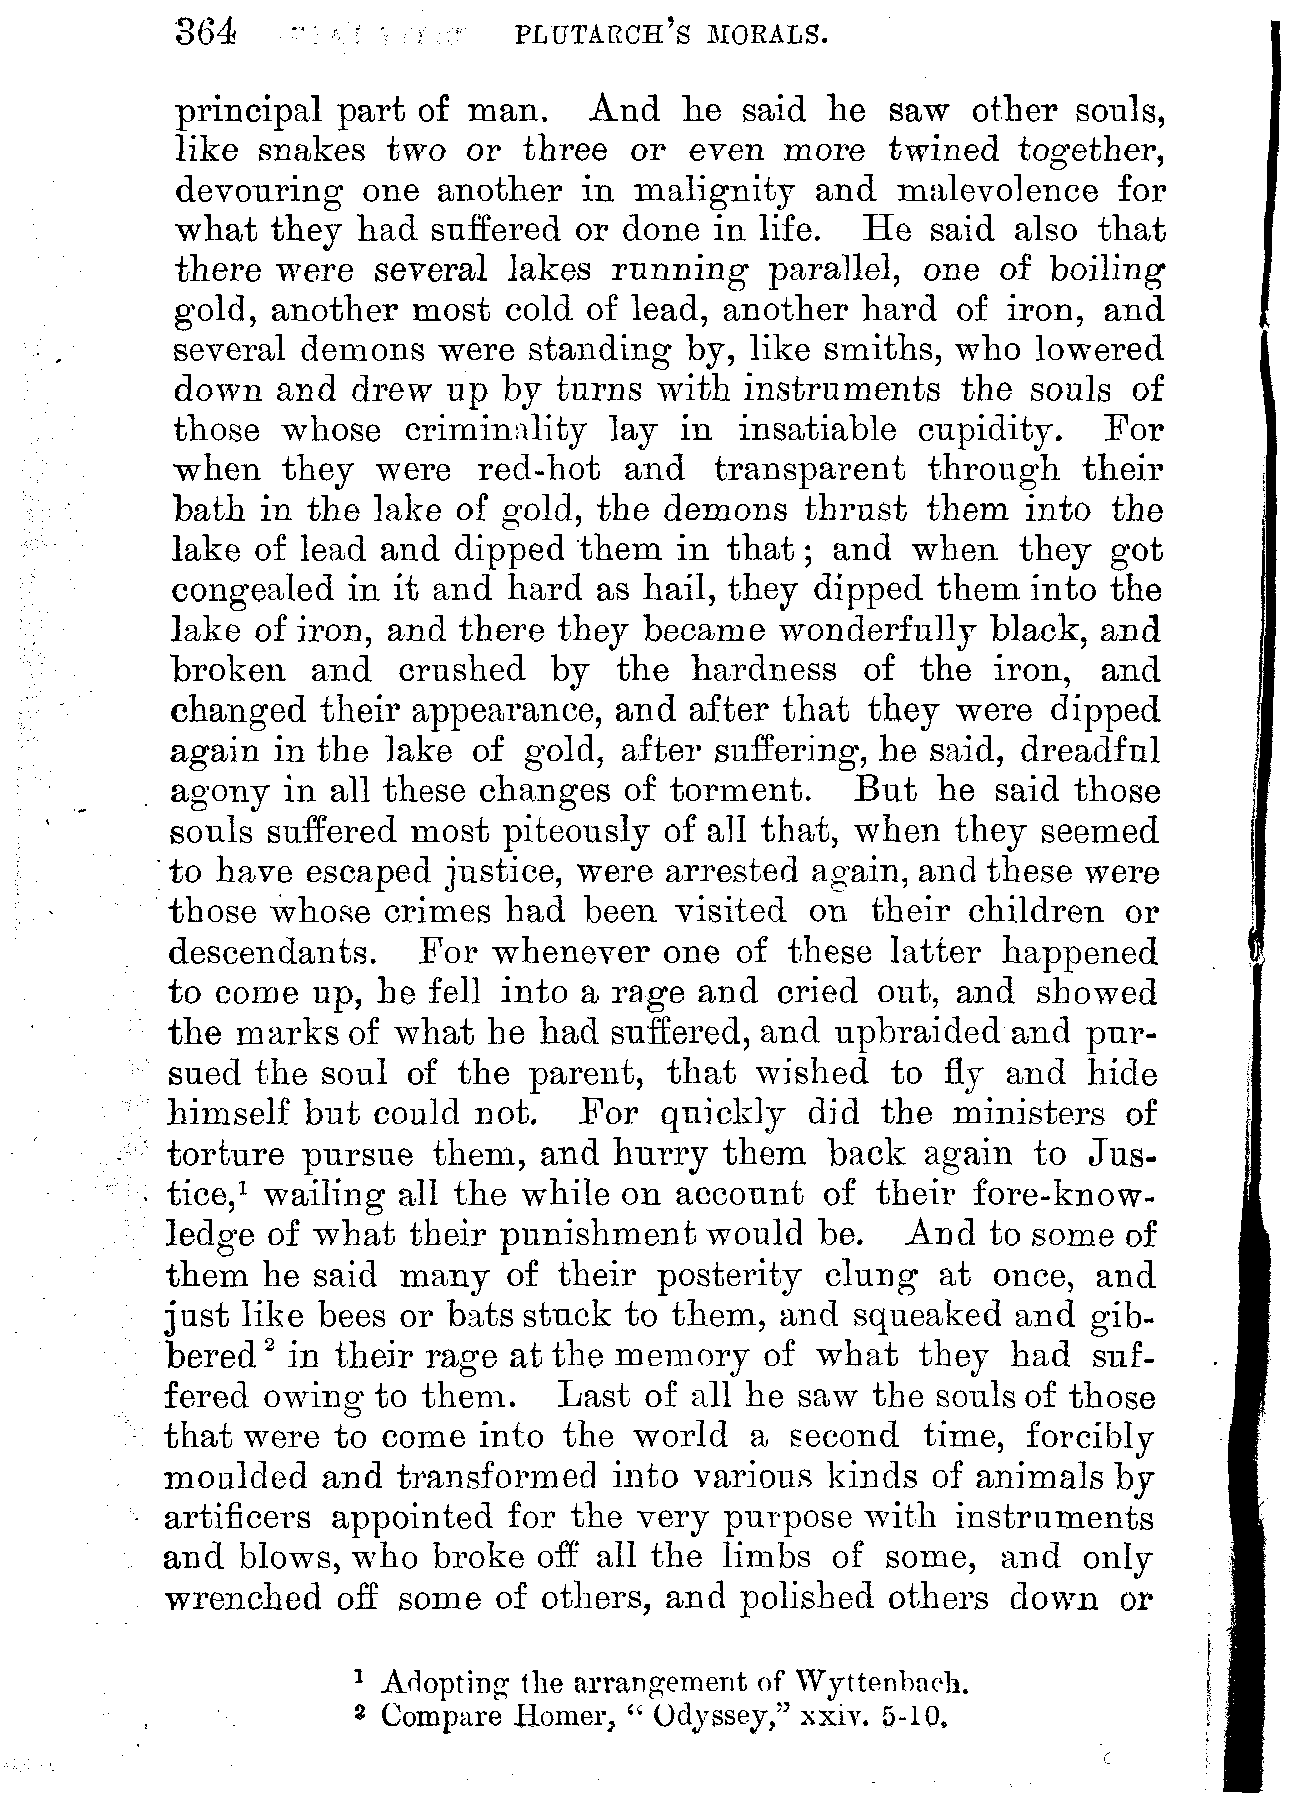 364 PLUTARCH'S MORALS.
principal part of man. And he said he saw other souls,
like snakes two or three or even more twined together,
devouring one another in malignity and malevolence for
what they had suffered or done in life. He said also that
there were several lakes running parallel, one of boiling
gold, another most cold of lead, another hard of iron, and
several demons were standing by, like smiths, who lowered
down and drew up by turns with instruments the souls of
those whose criminality lay in insatiable cupidity. For
when they were red-hot and transparent through their
bath in the lake of gold, the demons thrust them into the
lake of lead and dipped them in that; and when they got
congealed in it and hard as hail, they dipped them into the
lake of iron, and there they became wonderfully black, and
broken and crushed by the hardness of the iron, and
changed their appearance, and after that they were dipped
again in the lake of gold, after suffering, he said, dreadful
agony in all these changes of torment. But he said those
souls suffered most piteously of all that, when they seemed
to have escaped justice, were arrested again, and these were
those whose crimes had been visited on their children or
descendants. For whenever one of these latter happened
to come up, he fell into a rage and cried out, and showed
the marks of what he had suffered, and upbraided and pur-
sued the soul of the parent, that wished to fly and hide
himself but could not. For quickly did the ministers of
torture pursue them, and hurry them back again to Jus-
tice,¹ wailing all the while on account of their fore-know-
ledge of what their punishment would be. And to some of
them he said many of their posterity clung at once, and
just like bees or bats stuck to them, and squeaked and gib-
bered² in their rage at the memory of what they had suf-
fered owing to them. Last of all he saw the souls of those
that were to come into the world a second time, forcibly
moulded and transformed into various kinds of animals by
artificers appointed for the very purpose with instruments
and blows, who broke off all the limbs of some, and only
wrenched off some of others, and polished others down or
¹ Adopting the arrangement of Wyttenbach.
² Compare Homer, "Odyssey," xxiv. 5-10.